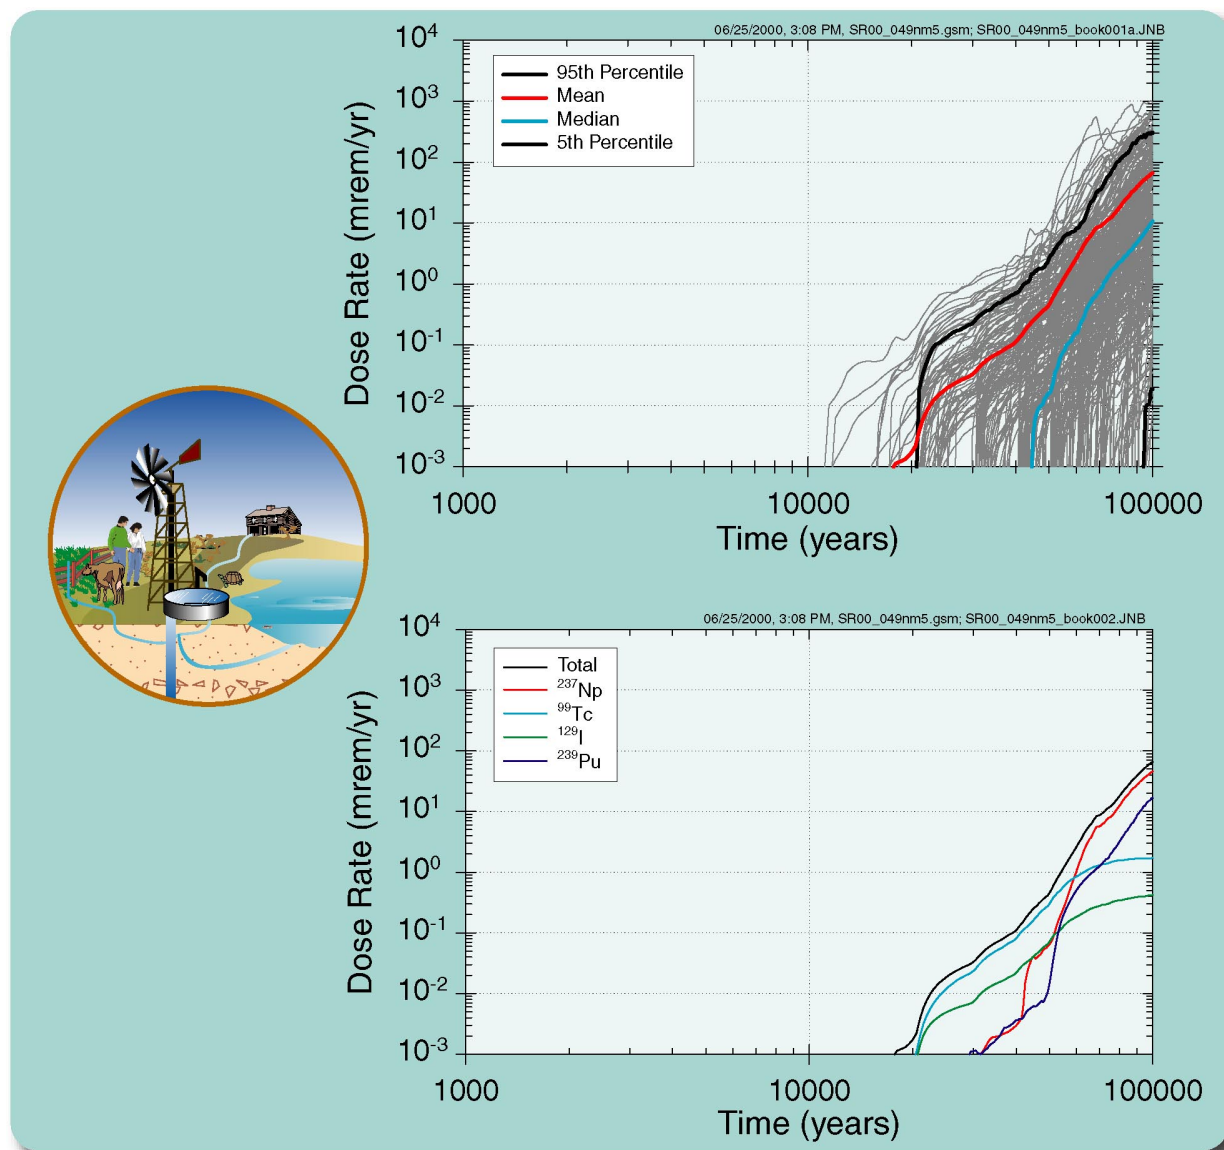 06/25/2000, 3:08 PM, SR00_049nm5.gsm; SR00_049nm5_book001a.JNB
10⁴
10³
10²
10¹
10⁰
10⁻¹
10⁻²
10⁻³
Dose Rate (mrem/yr)
95th Percentile
Mean
Median
5th Percentile
1000
10000
100000
Time (years)
06/25/2000, 3:08 PM, SR00_049nm5.gsm; SR00_049nm5_book002.JNB
10⁴
10³
10²
10¹
10⁰
10⁻¹
10⁻²
10⁻³
Dose Rate (mrem/yr)
Total
²³⁷Np
⁹⁹Tc
¹²⁹I
²³⁹Pu
1000
10000
100000
Time (years)